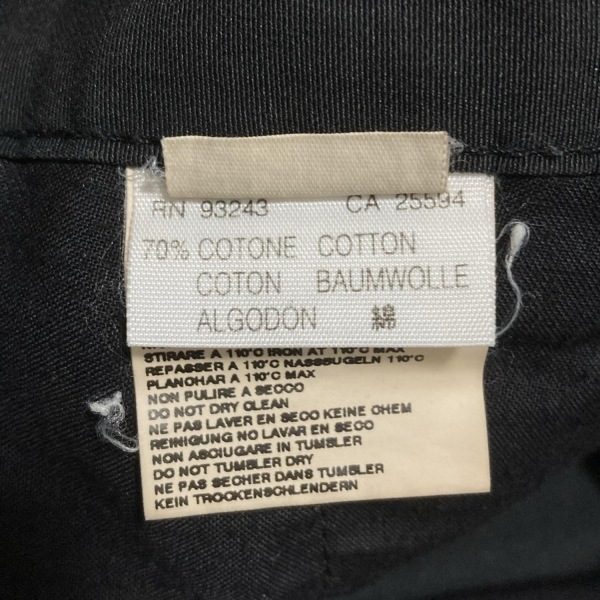 RN 93243 CA 25594
70% COTONE COTTON
COTON BAUMWOLLE
ALGODÓN 綿
STIRARE A 110°C IRON AT 110°C MAX
REPASSER A 110°C NASSBUGELN 110°C
PLANCHAR A 110°C MAX
NON PULIRE A SECCO
DO NOT DRY CLEAN
NE PAS LAVER EN SECO KEINE CHEM
REINIGUNG NO LAVAR EN SECO
NON ASCIUGARE IN TUMBLER
DO NOT TUMBLER DRY
NE PAS SECHER DANS TUMBLER
KEIN TROCKENSCHLENDERN